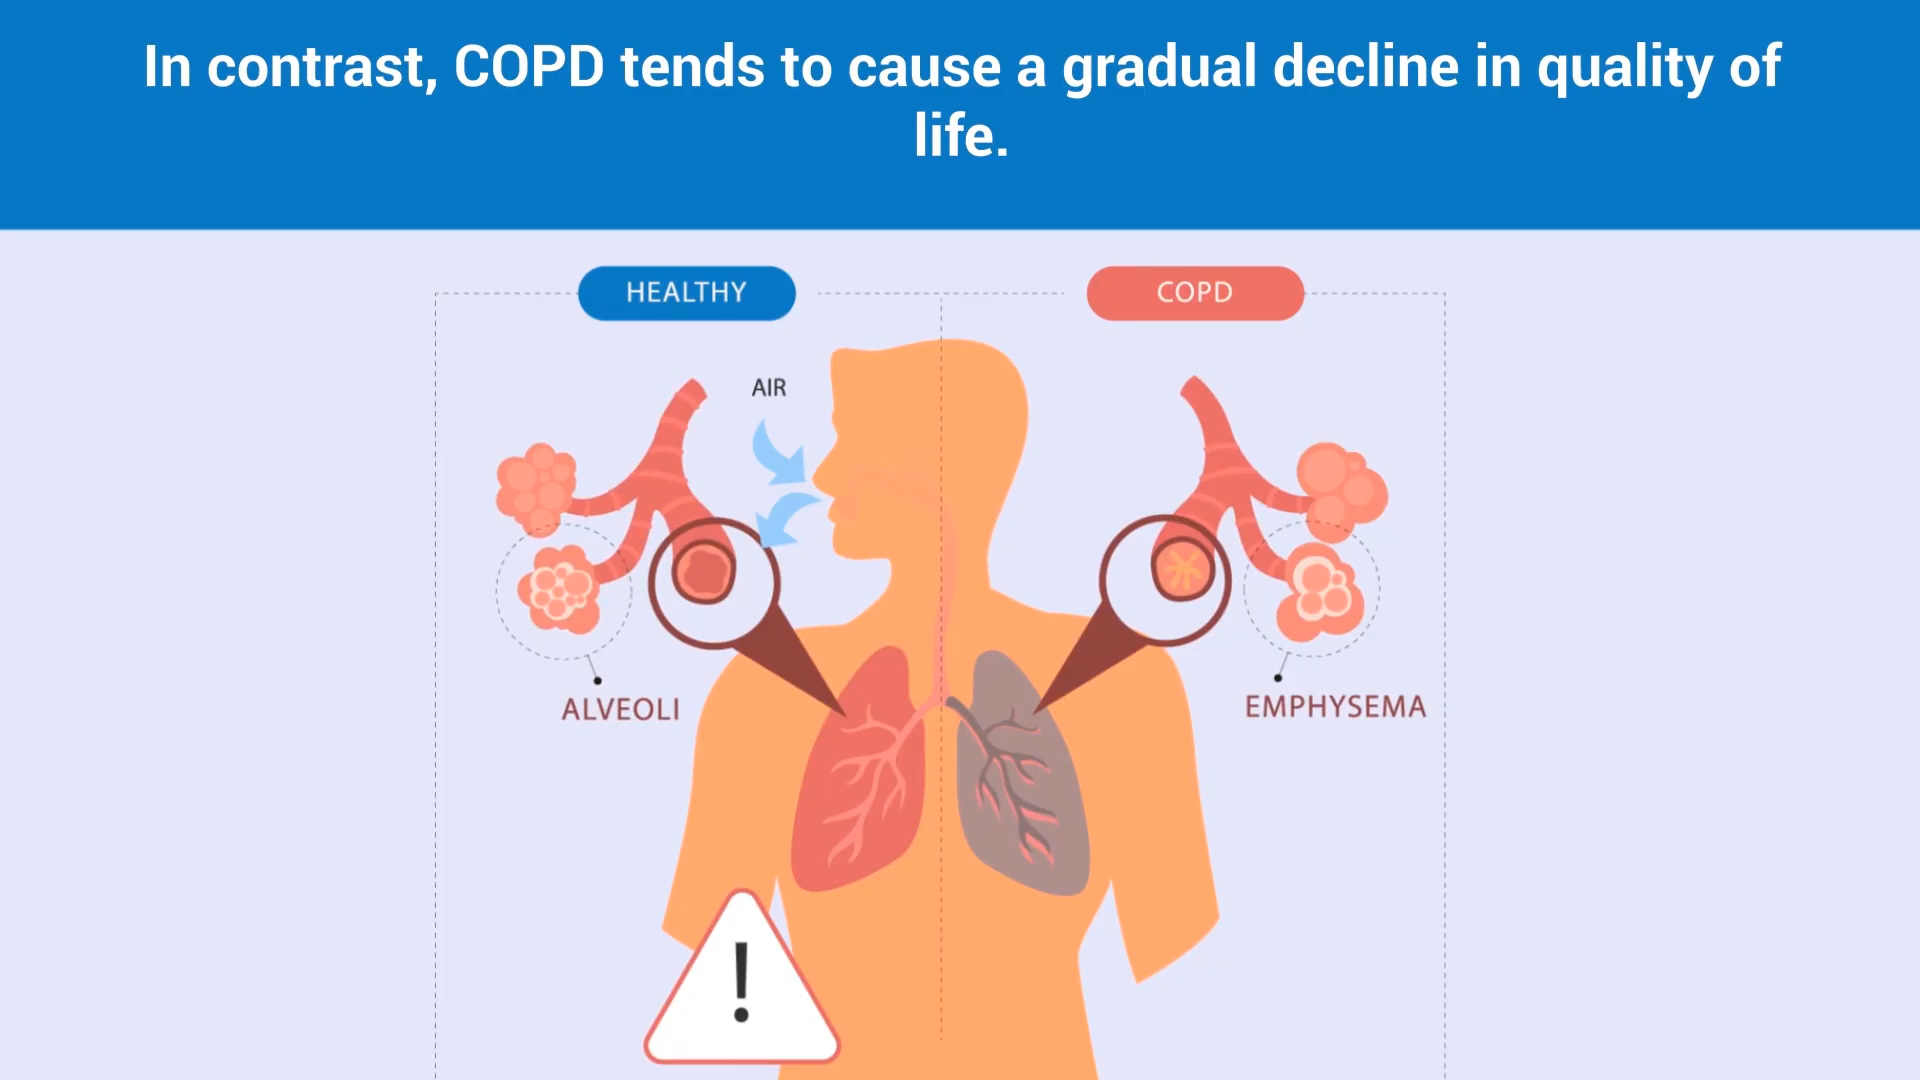 In contrast, COPD tends to cause a gradual decline in quality of
life.
HEALTHY
COPD
AIR
ALVEOLI
EMPHYSEMA
!